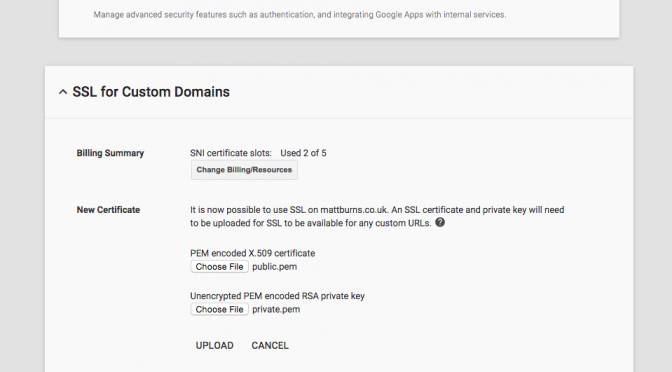 Manage advanced security features such as authentication, and integrating Google Apps with internal services.
SSL for Custom Domains
Billing Summary SNI certificate slots: Used 2 of 5
Change Billing/Resources
New Certificate It is now possible to use SSL on mattburns.co.uk. An SSL certificate and private key will need
to be uploaded for SSL to be available for any custom URLs. ?
PEM encoded X.509 certificate
Choose File public.pem
Unencrypted PEM encoded RSA private key
Choose File private.pem
UPLOAD CANCEL